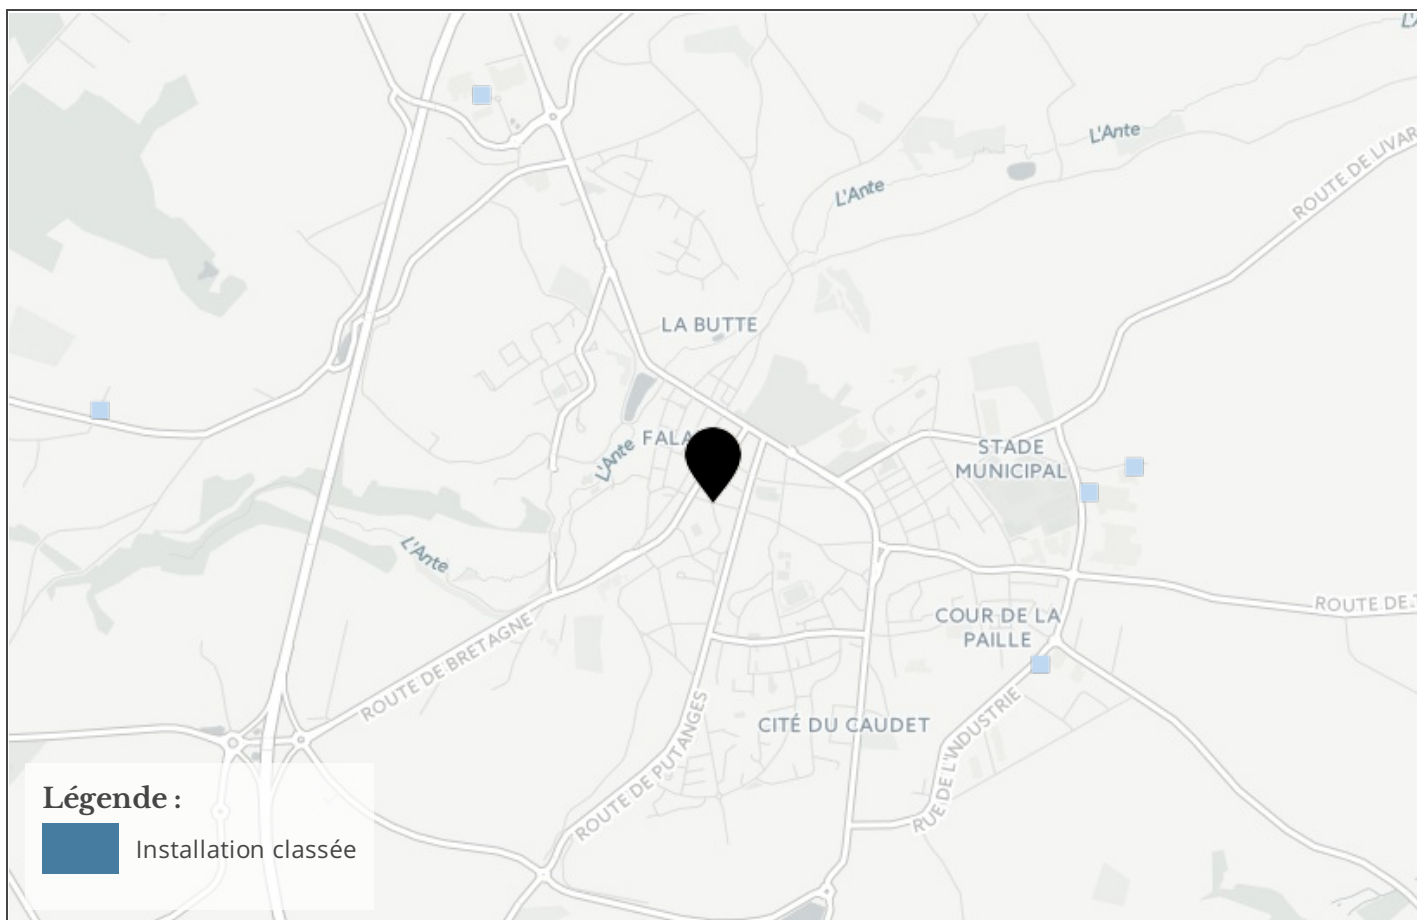 L'Ante
L'Ante
ROUTE DE LIVAR
LA BUTTE
FALA
L'Ante
STADE
MUNICIPAL
L'Ante
ROUTE DE
COUR DE LA
PAILLE
ROUTE DE BRETAGNE
ROUTE DE PUTANGES
CITÉ DU CAUDET
RUE DE L'INDUSTRIE
Légende :
Installation classée